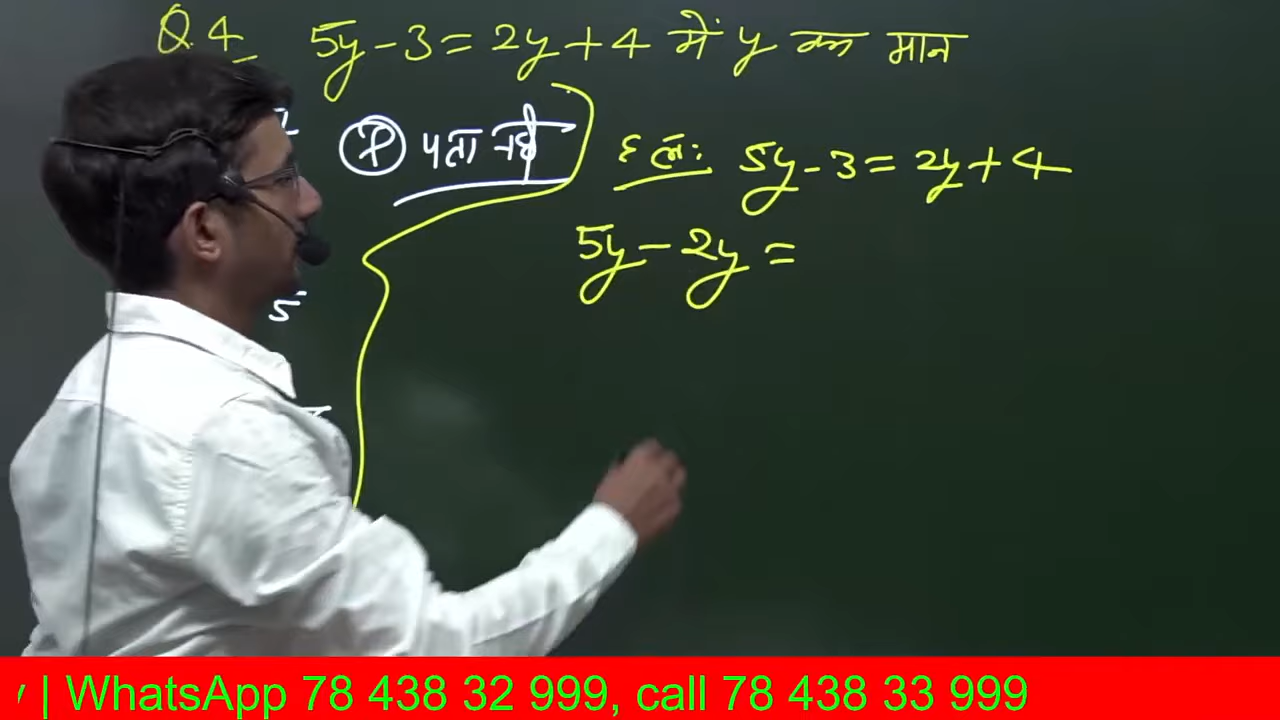 Q.4 5y-3=2y+4 में y का मान
पता नहीं
हल: 5y-3=2y+4
5y-2y=
5
| WhatsApp 78 438 32 999, call 78 438 33 999